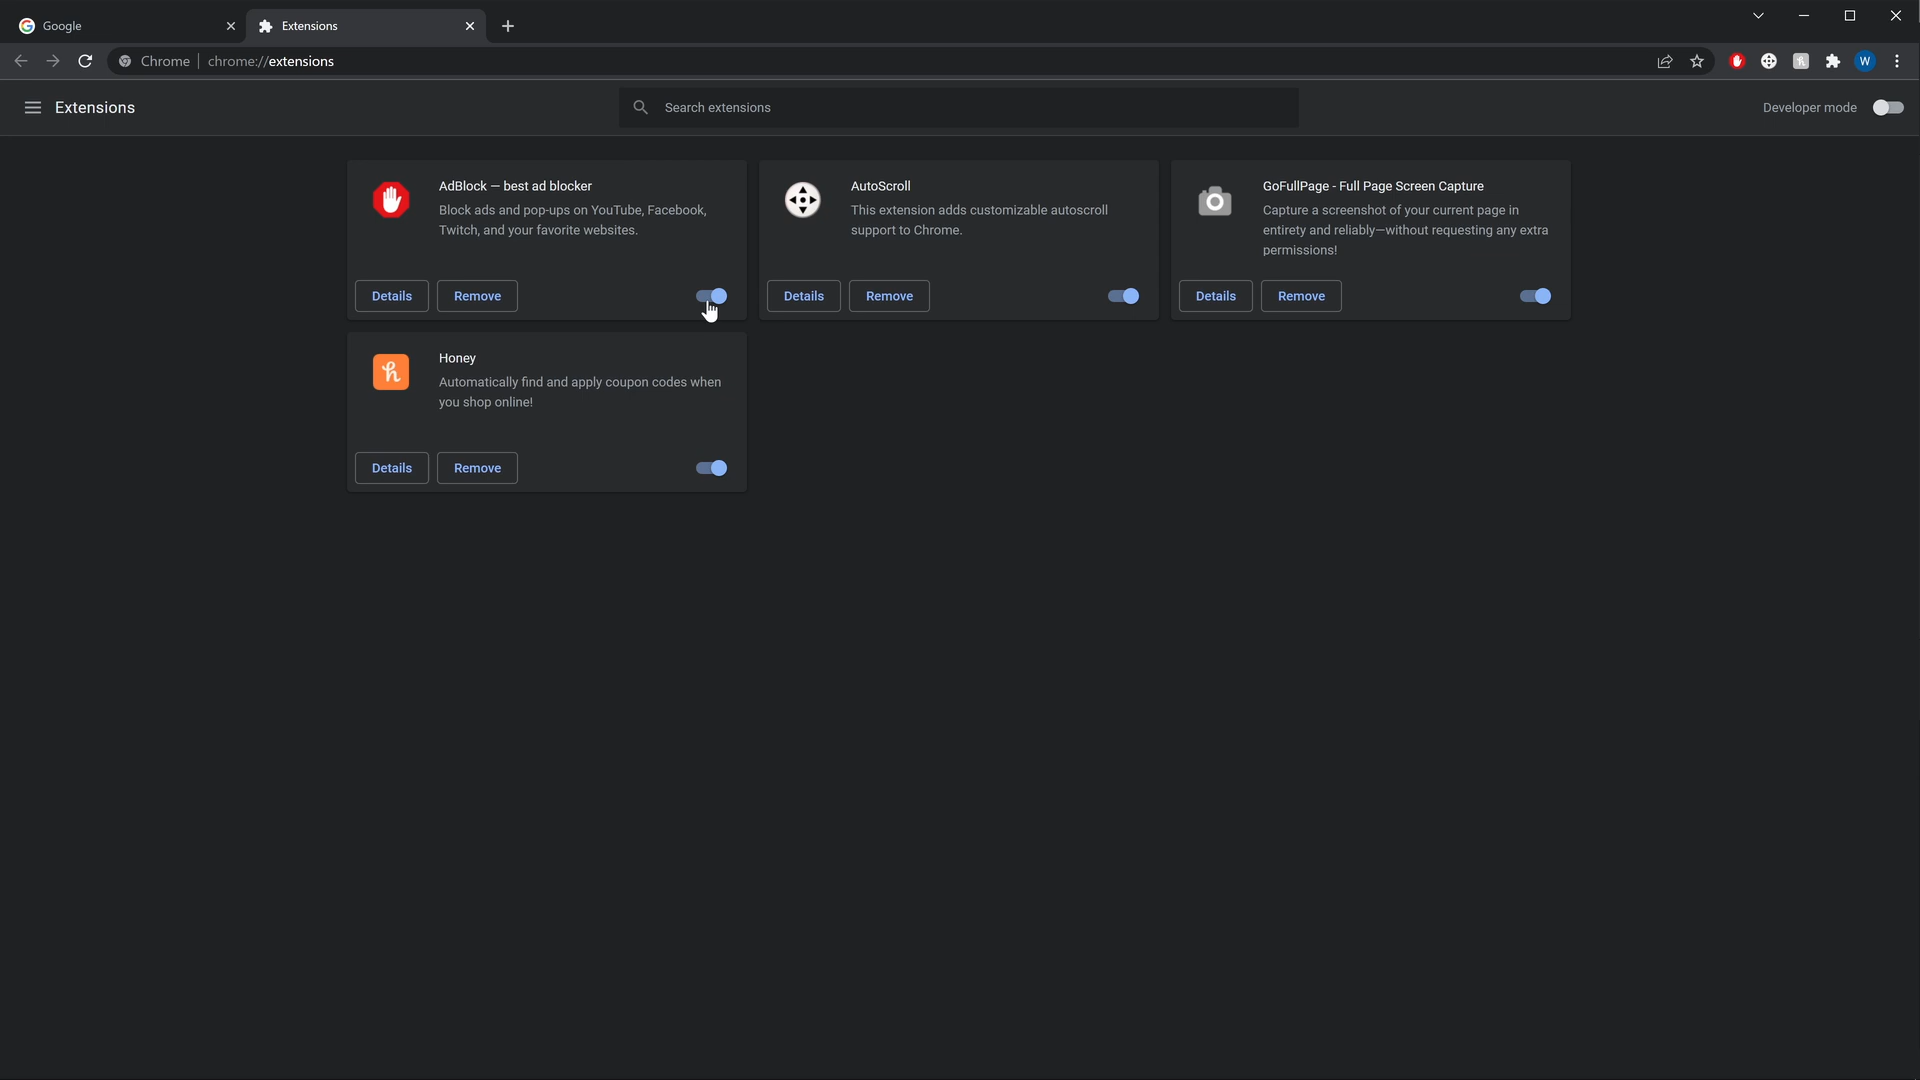 Google
Extensions
Chrome | chrome://extensions
W
Extensions
Search extensions
Developer mode
AdBlock — best ad blocker
Block ads and pop-ups on YouTube, Facebook,
Twitch, and your favorite websites.
Details
Remove
AutoScroll
This extension adds customizable autoscroll
support to Chrome.
Details
Remove
GoFullPage - Full Page Screen Capture
Capture a screenshot of your current page in
entirety and reliably—without requesting any extra
permissions!
Details
Remove
h
Honey
Automatically find and apply coupon codes when
you shop online!
Details
Remove